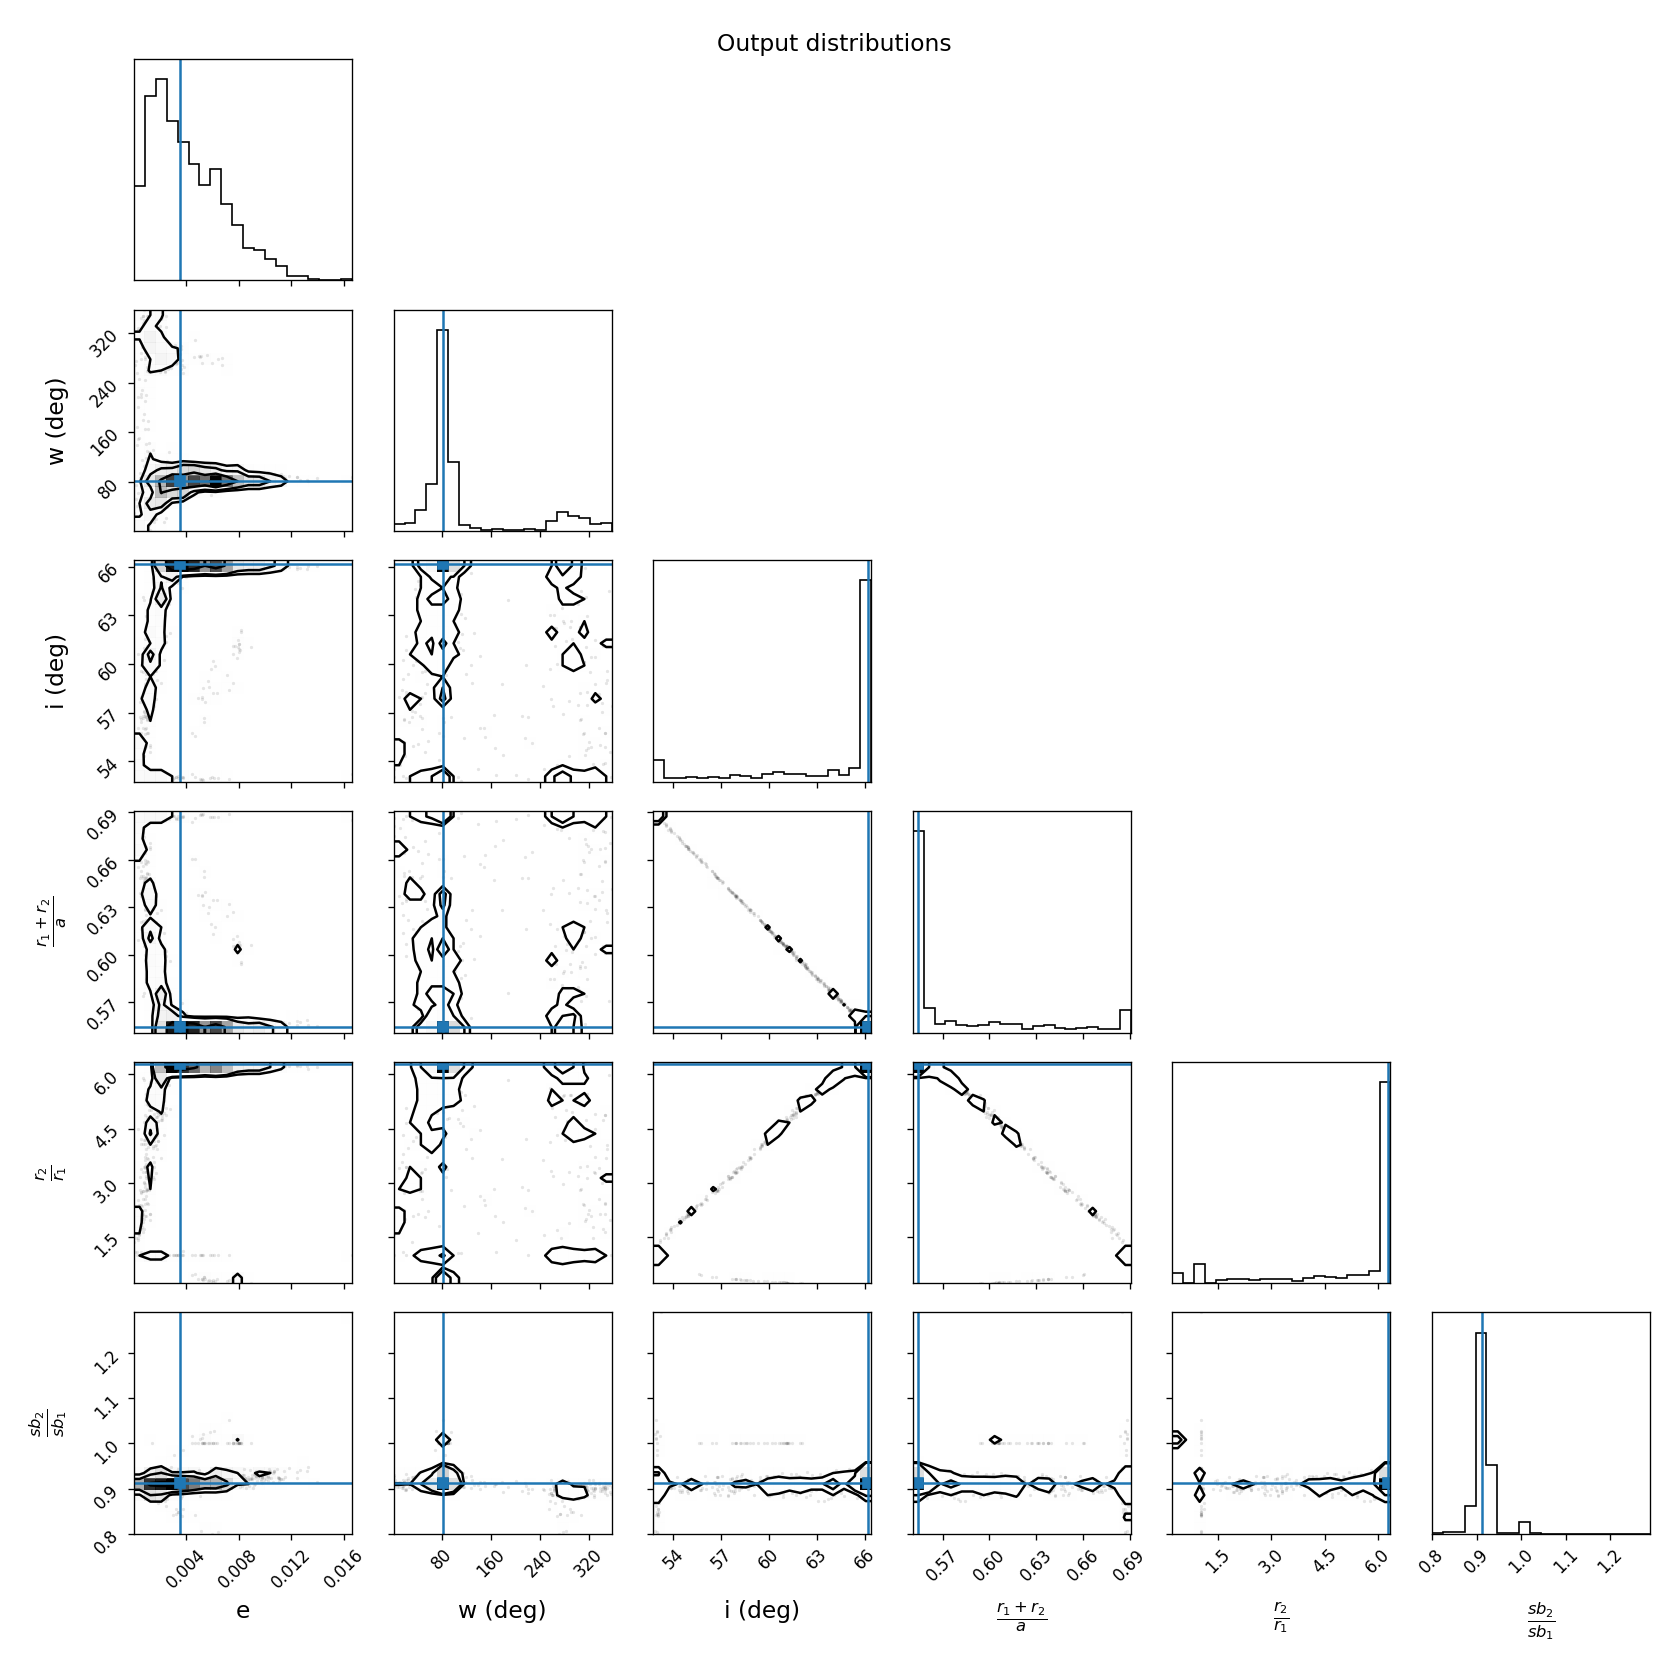 Output distributions
w (deg)
320
240
160
80
i (deg)
66
63
60
57
54
r₁ + r₂
a
0.69
0.66
0.63
0.60
0.57
r₂
r₁
6.0
4.5
3.0
1.5
sb₂
sb₁
1.2
1.1
1.0
0.9
0.8
0.004 0.008 0.012 0.016 80 160 240 320 54 57 60 63 66 0.57 0.60 0.63 0.66 0.69 1.5 3.0 4.5 6.0 0.8 0.9 1.0 1.1 1.2
e w (deg) i (deg)
r₁ + r₂
a
r₂
r₁
sb₂
sb₁